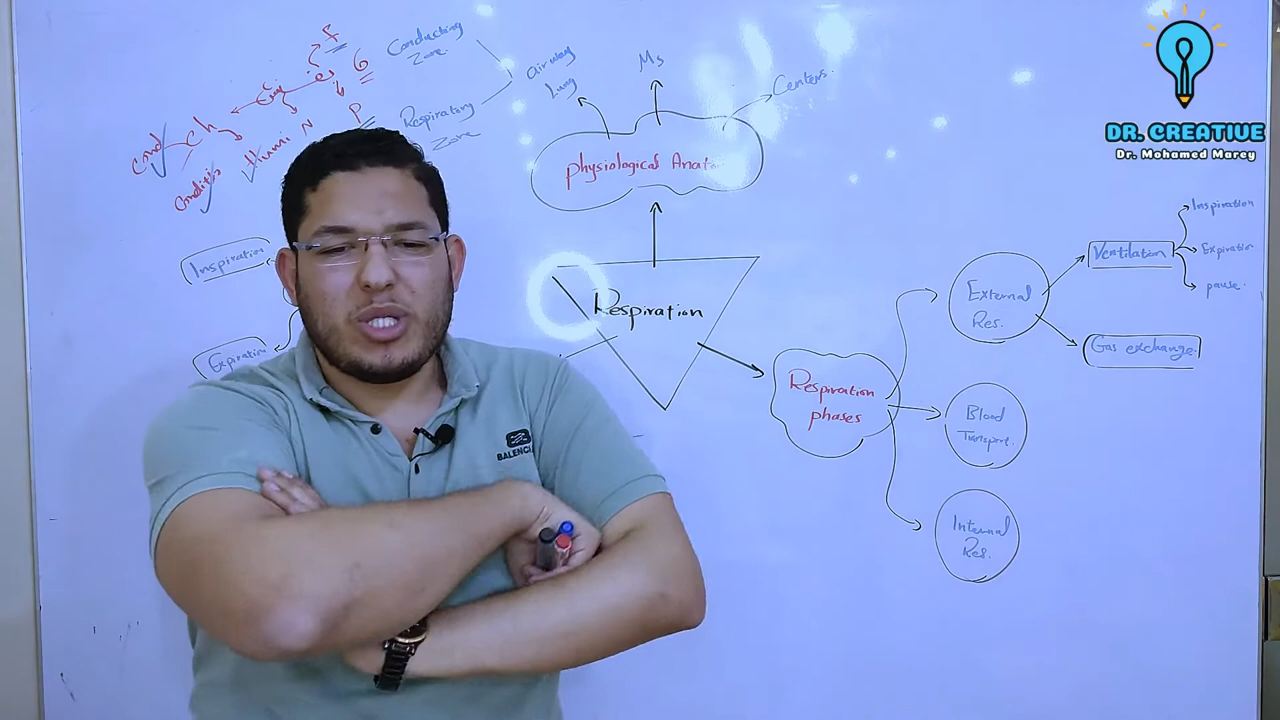 DR. CREATIVE
Dr. Mohamed Marey
Conducting
Zone.
Respiratory
Zone
airway
Lung
Ms
Centers.
physiological Anato
Inspiration
Expiration
Respiration
Respiration
phases
External
Res.
Ventilation
Inspiration
Expiration
pause.
Gas exchange.
Blood
Transport.
Internal
Res.
BALENCI